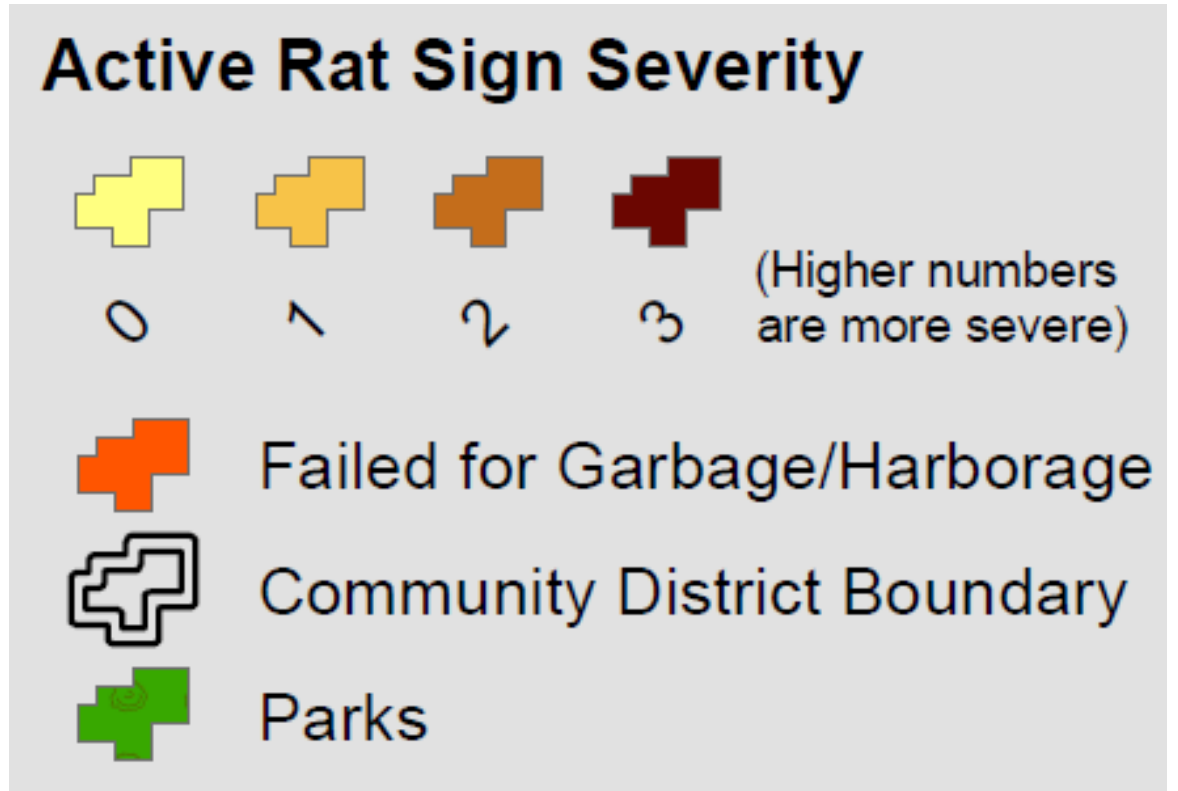 Active Rat Sign Severity
0 1 2 3
(Higher numbers
are more severe)
Failed for Garbage/Harborage
Community District Boundary
Parks